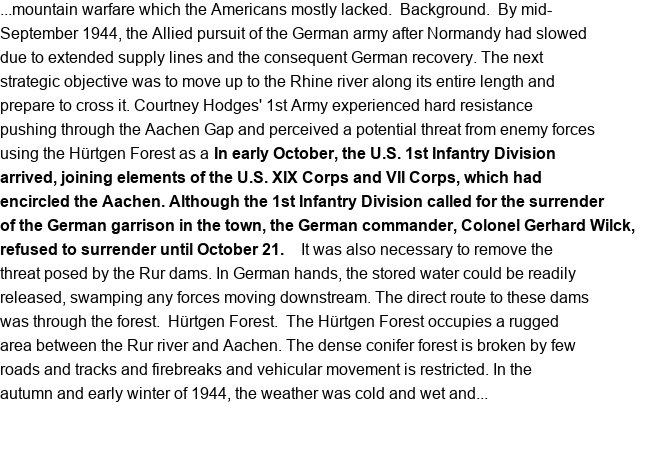 ...mountain warfare which the Americans mostly lacked.  Background.  By mid-
September 1944, the Allied pursuit of the German army after Normandy had slowed
due to extended supply lines and the consequent German recovery. The next
strategic objective was to move up to the Rhine river along its entire length and
prepare to cross it. Courtney Hodges' 1st Army experienced hard resistance
pushing through the Aachen Gap and perceived a potential threat from enemy forces
using the Hürtgen Forest as a In early October, the U.S. 1st Infantry Division
arrived, joining elements of the U.S. XIX Corps and VII Corps, which had
encircled the Aachen. Although the 1st Infantry Division called for the surrender
of the German garrison in the town, the German commander, Colonel Gerhard Wilck,
refused to surrender until October 21.    It was also necessary to remove the
threat posed by the Rur dams. In German hands, the stored water could be readily
released, swamping any forces moving downstream. The direct route to these dams
was through the forest.  Hürtgen Forest.  The Hürtgen Forest occupies a rugged
area between the Rur river and Aachen. The dense conifer forest is broken by few
roads and tracks and firebreaks and vehicular movement is restricted. In the
autumn and early winter of 1944, the weather was cold and wet and...